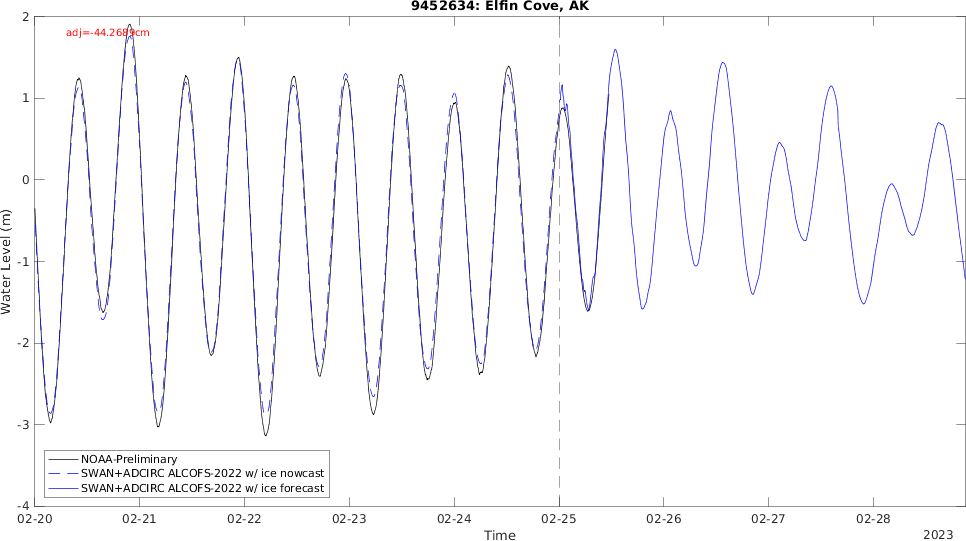 9452634: Elfin Cove, AK
adj=-44.2689cm
2
1
0
-1
-2
-3
-4
Water Level (m)
NOAA-Preliminary
SWAN+ADCIRC ALCOFS-2022 w/ ice nowcast
SWAN+ADCIRC ALCOFS-2022 w/ ice forecast
02-20 02-21 02-22 02-23 02-24 02-25 02-26 02-27 02-28
Time
2023